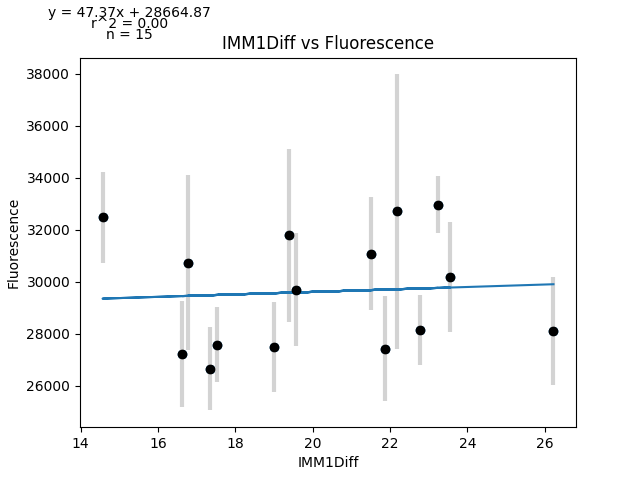 y = 47.37x + 28664.87
r^2 = 0.00
n = 15
IMM1Diff vs Fluorescence
38000
36000
34000
32000
30000
28000
26000
Fluorescence
14 16 18 20 22 24 26
IMM1Diff